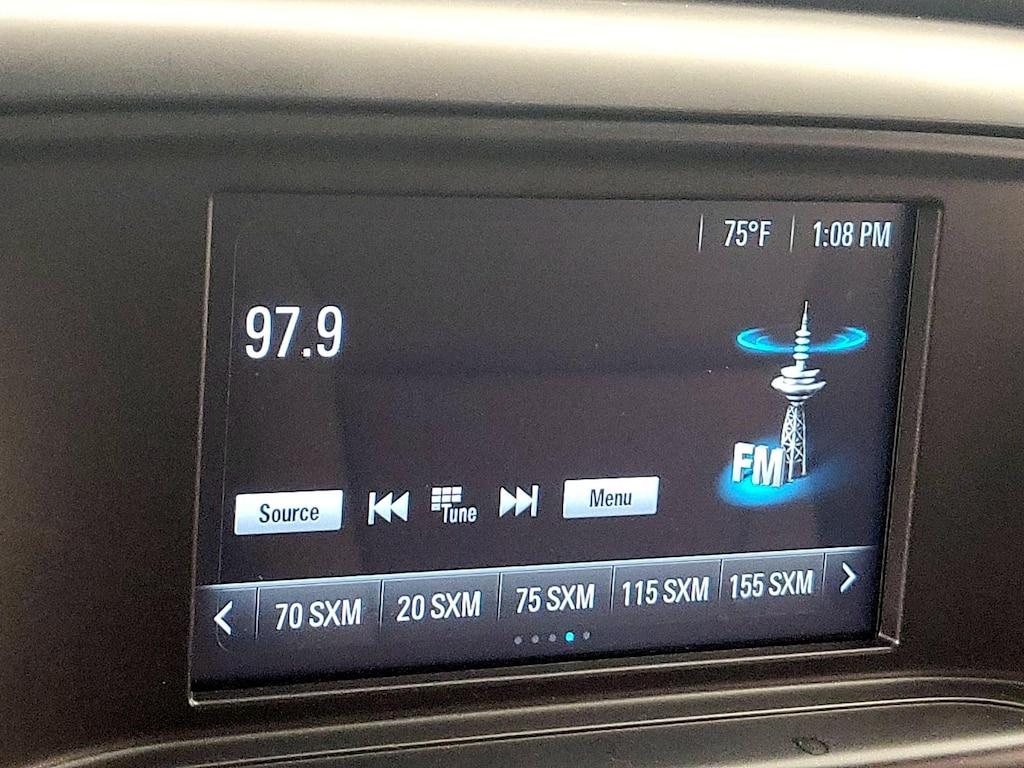 75°F 1:08 PM
97.9
FM
Source Tune Menu
70 SXM 20 SXM 75 SXM 115 SXM 155 SXM